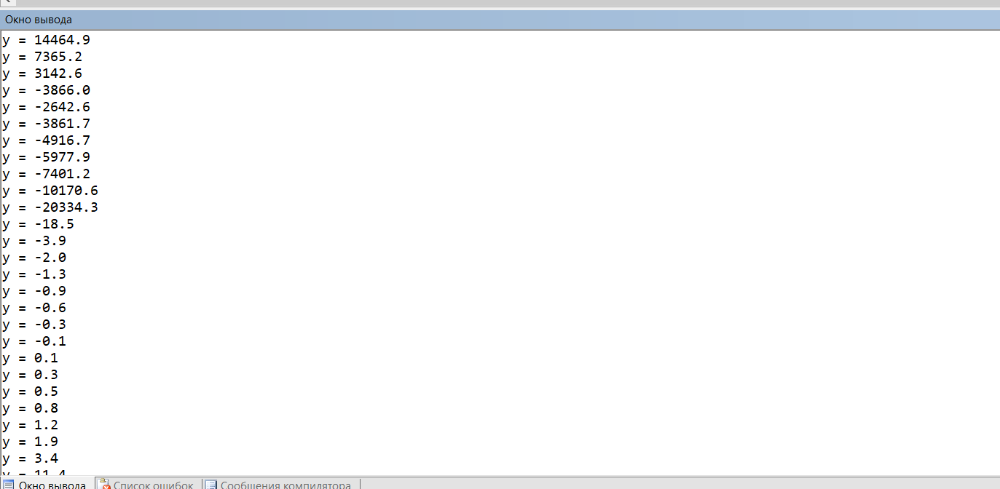 Окно вывода
y = 14464.9
y = 7365.2
y = 3142.6
y = -3866.0
y = -2642.6
y = -3861.7
y = -4916.7
y = -5977.9
y = -7401.2
y = -10170.6
y = -20334.3
y = -18.5
y = -3.9
y = -2.0
y = -1.3
y = -0.9
y = -0.6
y = -0.3
y = -0.1
y = 0.1
y = 0.3
y = 0.5
y = 0.8
y = 1.2
y = 1.9
y = 3.4
y = 11.4
Окно вывода Список ошибок Сообщения компилятора